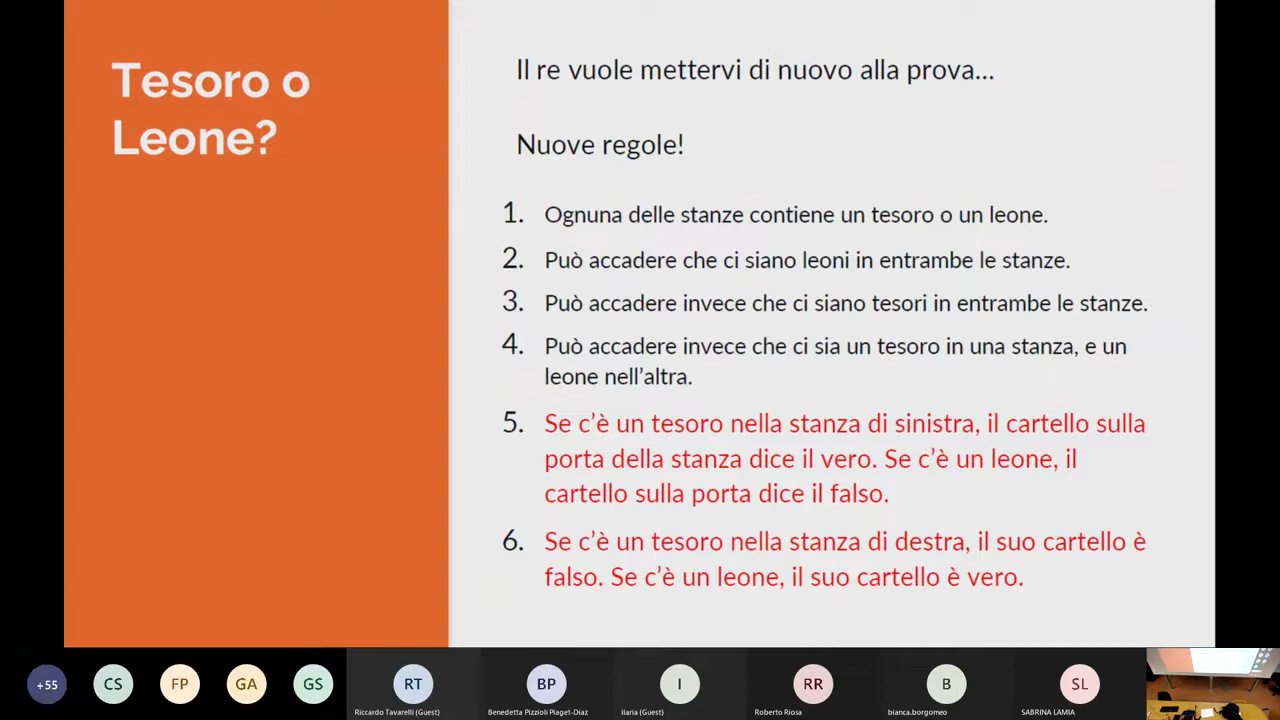 Tesoro o
Leone?
Il re vuole mettervi di nuovo alla prova...
Nuove regole!
1. Ognuna delle stanze contiene un tesoro o un leone.
2. Può accadere che ci siano leoni in entrambe le stanze.
3. Può accadere invece che ci siano tesori in entrambe le stanze.
4. Può accadere invece che ci sia un tesoro in una stanza, e un
leone nell'altra.
5. Se c'è un tesoro nella stanza di sinistra, il cartello sulla
porta della stanza dice il vero. Se c'è un leone, il
cartello sulla porta dice il falso.
6. Se c'è un tesoro nella stanza di destra, il suo cartello è
falso. Se c'è un leone, il suo cartello è vero.
+55 CS FP GA GS RT BP I RR B SL
Riccardo Tavarelli (Guest) Benedetta Pizzioli Piaget-Diaz ilaria (Guest) Roberto Riosa bianca.borgomeo SABRINA LAMIA